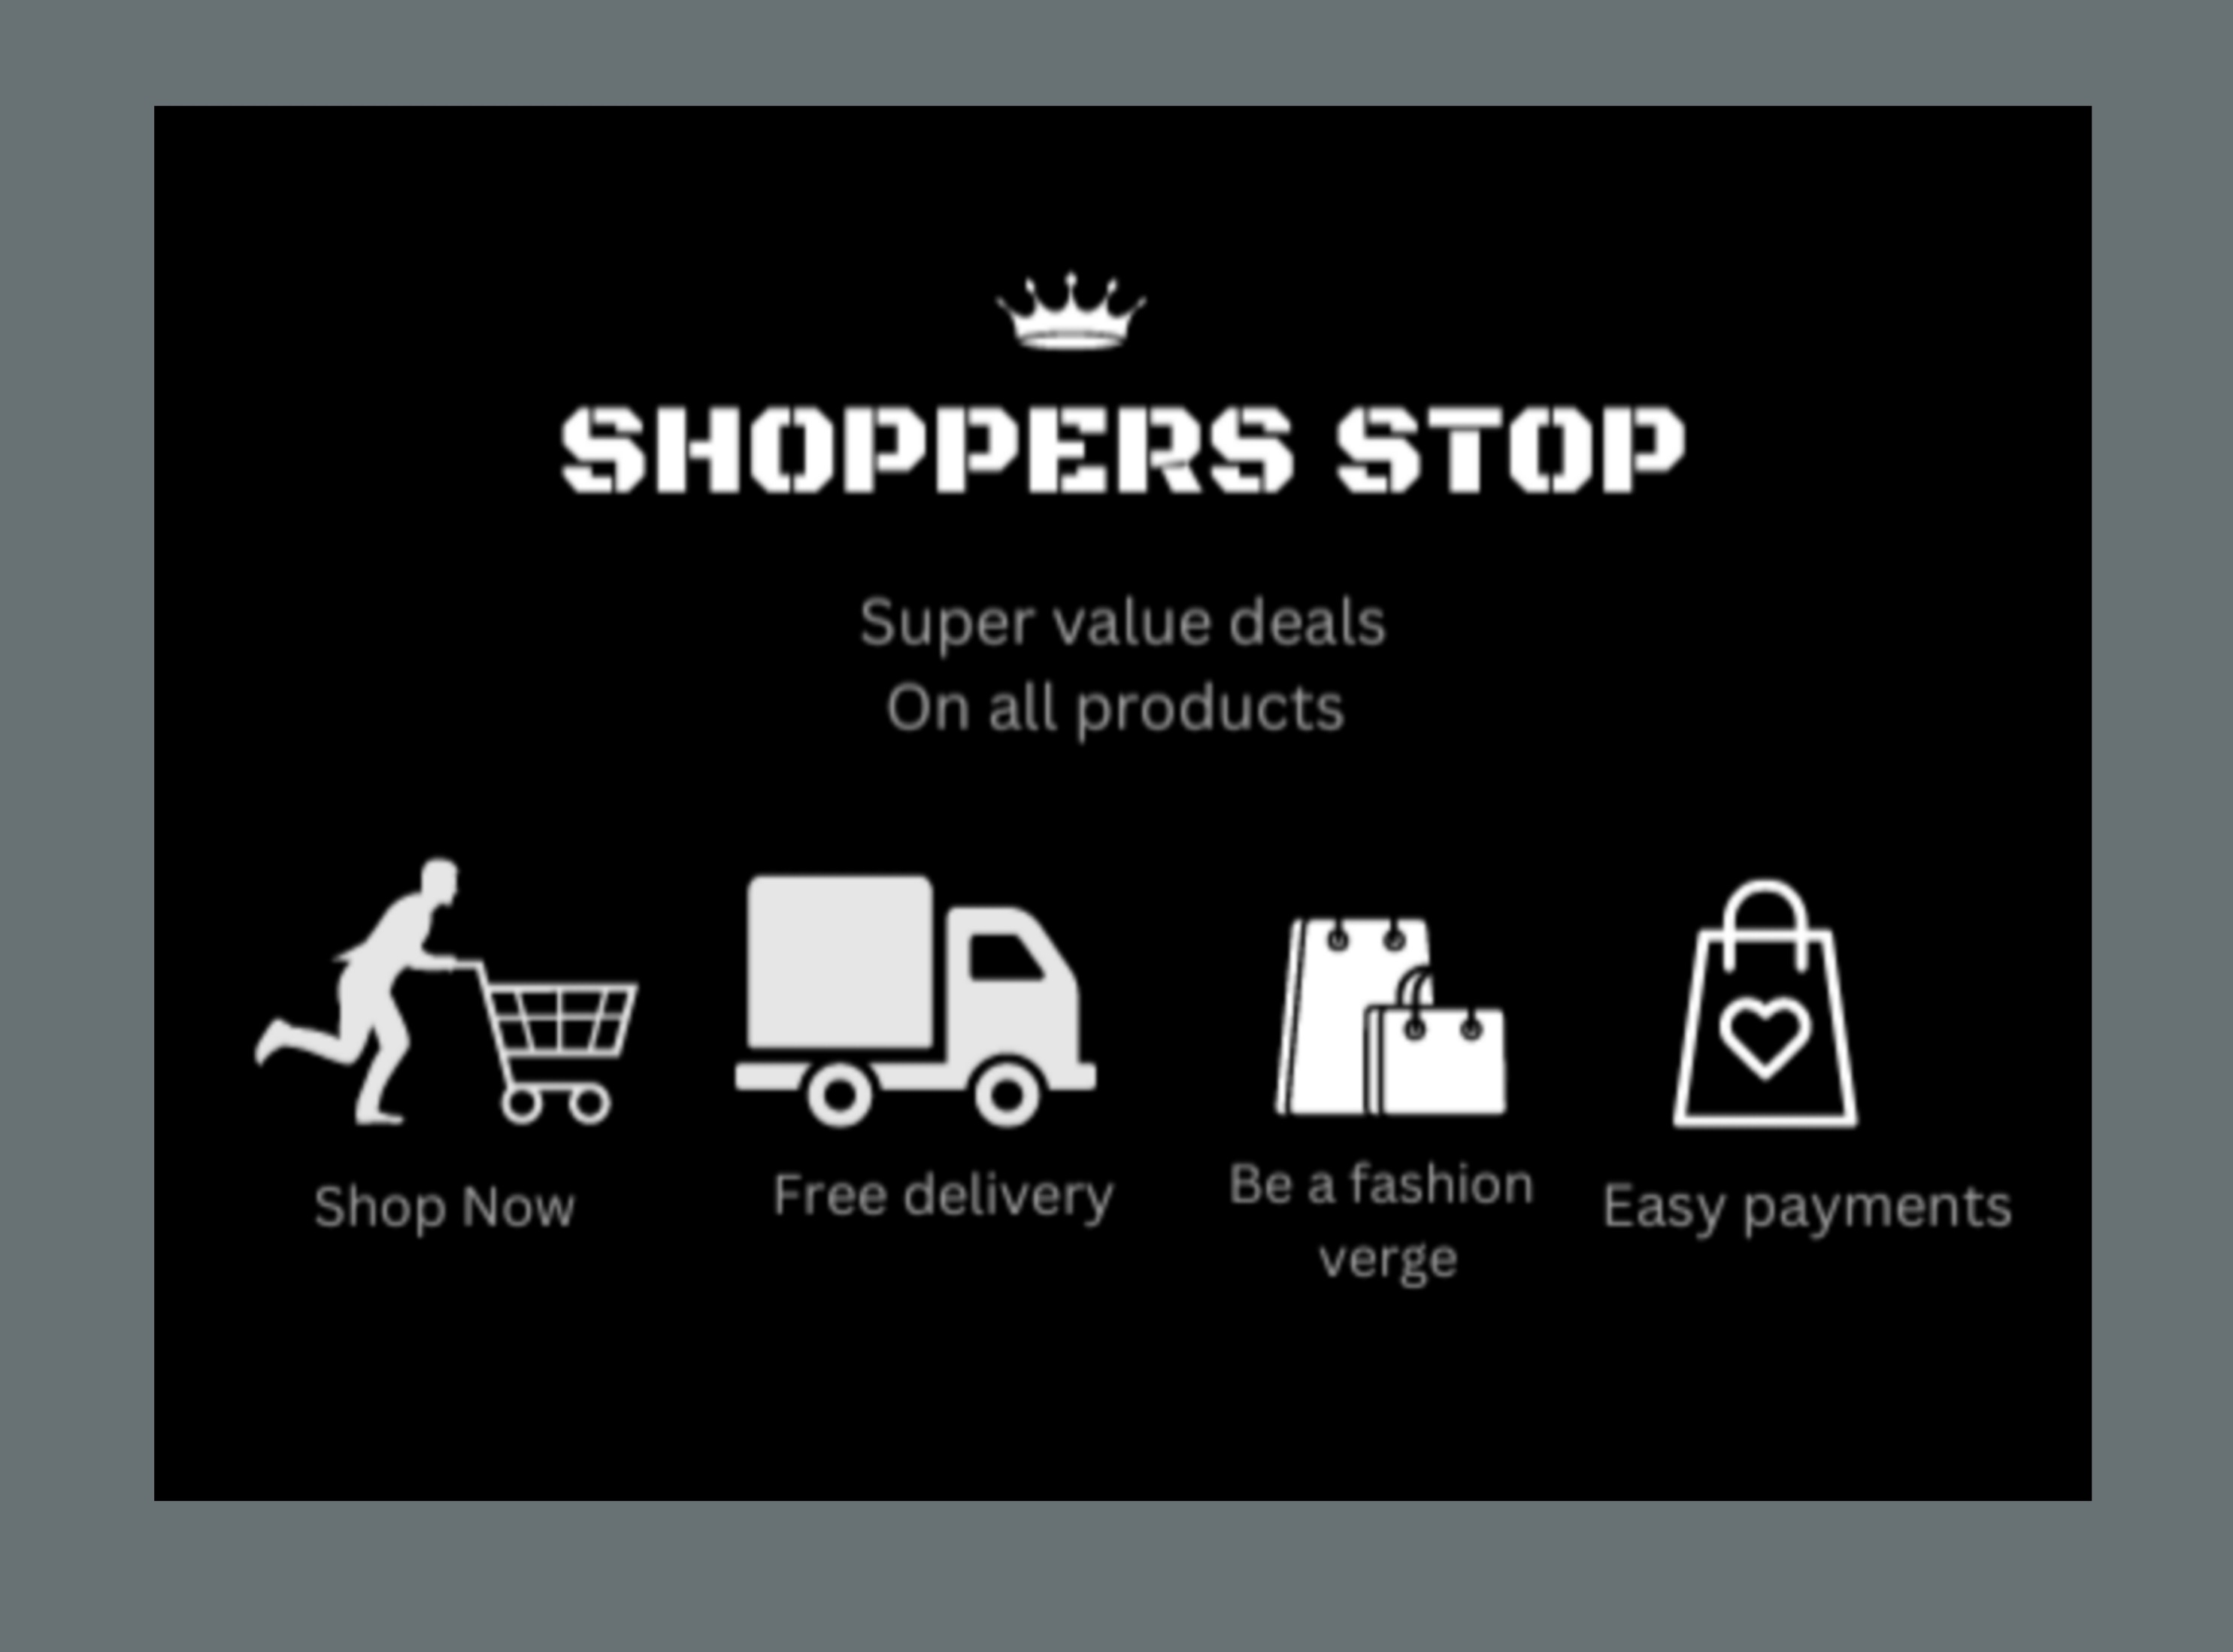 SHOPPERS STOP
Super value deals
On all products
Shop Now
Free delivery
Be a fashion
verge
Easy payments